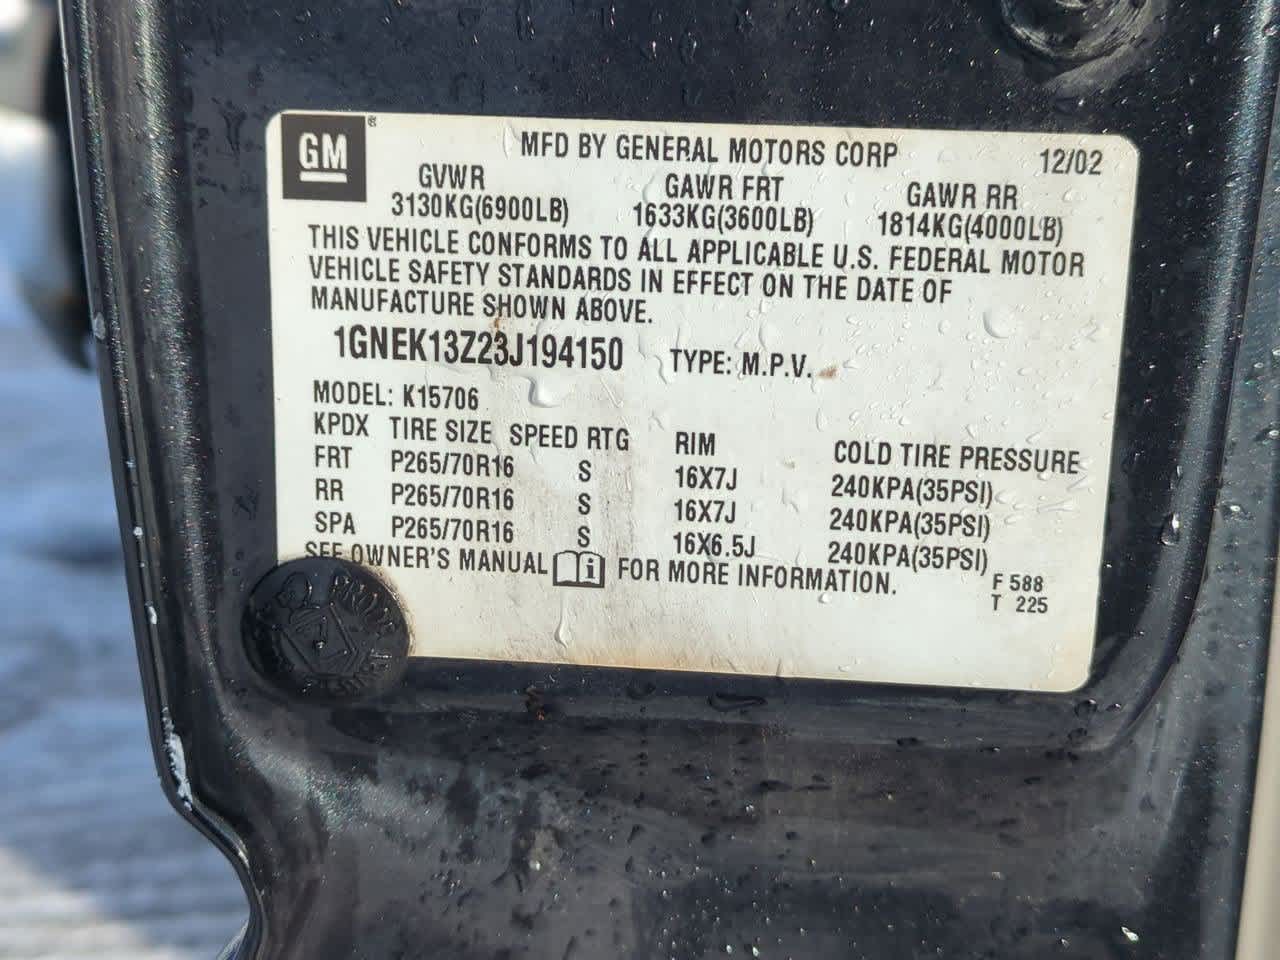 GM ®
MFD BY GENERAL MOTORS CORP 12/02
GVWR GAWR FRT GAWR RR
3130KG(6900LB) 1633KG(3600LB) 1814KG(4000LB)
THIS VEHICLE CONFORMS TO ALL APPLICABLE U.S. FEDERAL MOTOR
VEHICLE SAFETY STANDARDS IN EFFECT ON THE DATE OF
MANUFACTURE SHOWN ABOVE.
1GNEK13Z23J194150 TYPE: M.P.V.
MODEL: K15706
KPDX TIRE SIZE SPEED RTG RIM COLD TIRE PRESSURE
FRT P265/70R16 S 16X7J 240KPA(35PSI)
RR P265/70R16 S 16X7J 240KPA(35PSI)
SPA P265/70R16 S 16X6.5J 240KPA(35PSI)
SEE OWNER'S MANUAL i FOR MORE INFORMATION.
F 588
T 225